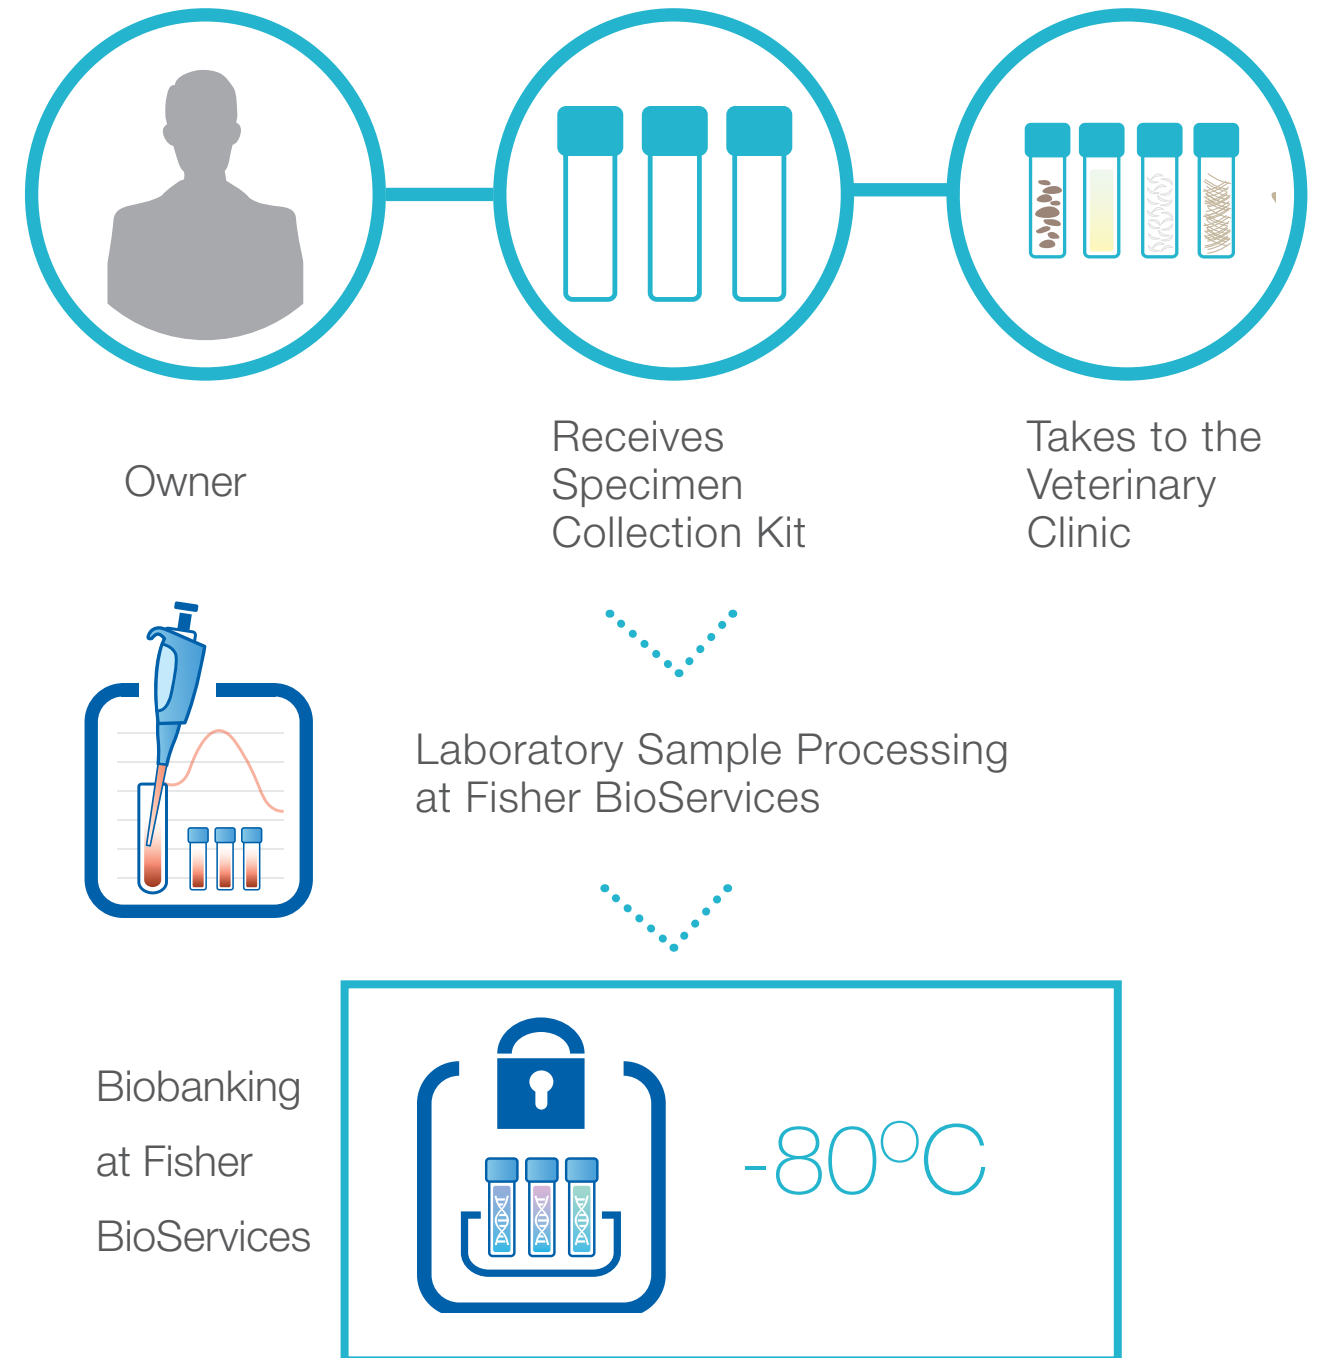 Owner
Receives
Specimen
Collection Kit
Takes to the
Veterinary
Clinic
Laboratory Sample Processing
at Fisher BioServices
Biobanking
at Fisher
BioServices
-80ºC